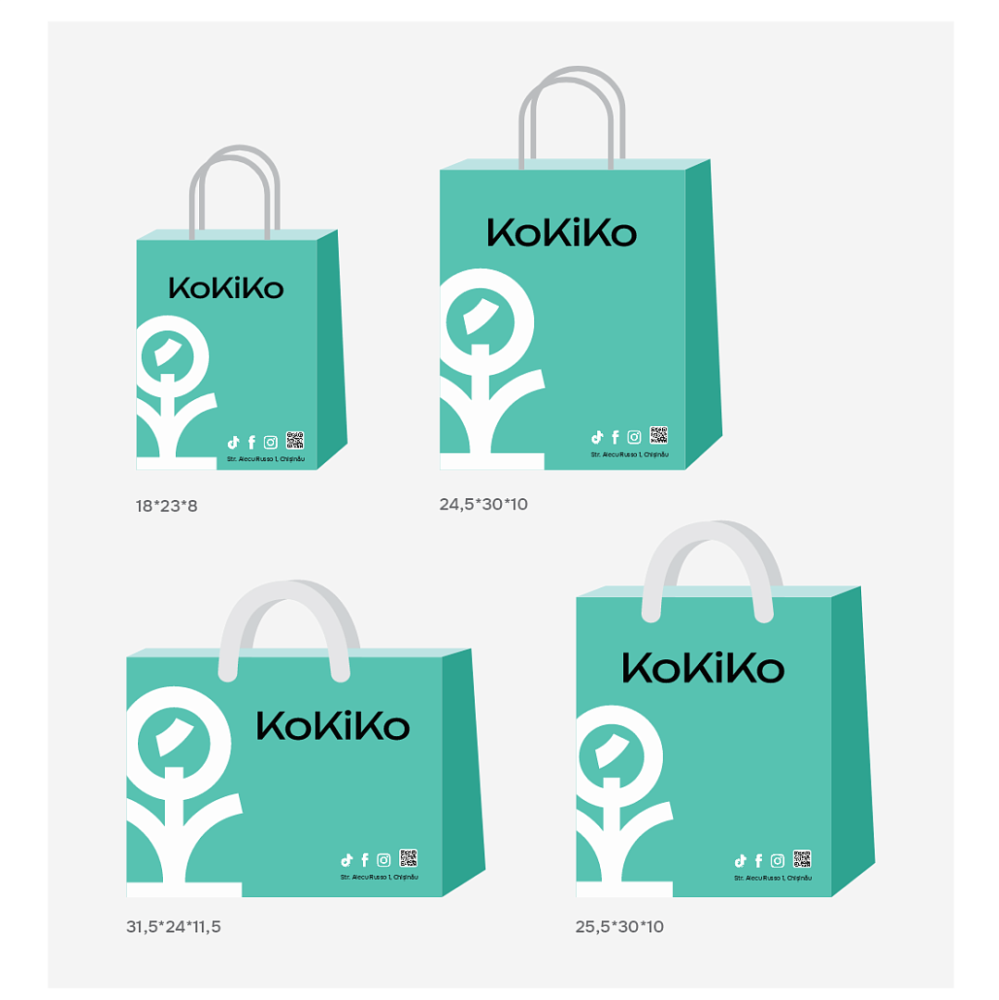 KoKiKo
Str. Alecu Russo 1, Chișinău
18*23*8
KoKiKo
Str. Alecu Russo 1, Chișinău
24,5*30*10
KoKiKo
Str. Alecu Russo 1, Chișinău
31,5*24*11,5
KoKiKo
Str. Alecu Russo 1, Chișinău
25,5*30*10